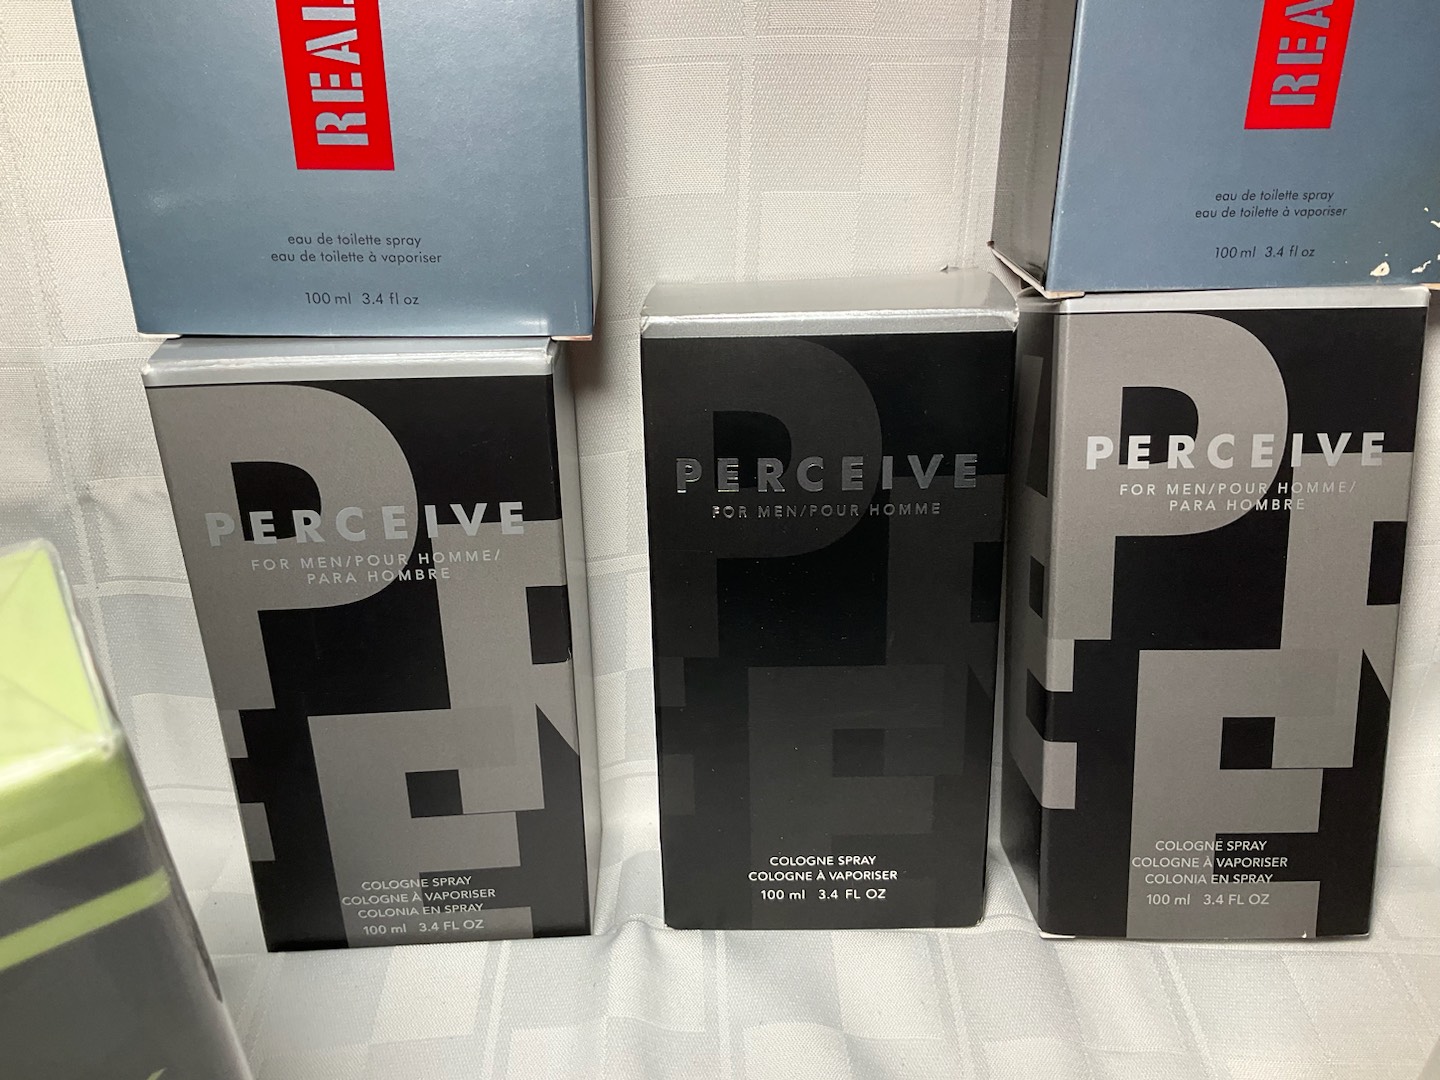 REAL
eau de toilette spray
eau de toilette à vaporiser
100 ml 3.4 fl oz
REA
eau de toilette spray
eau de toilette à vaporiser
100 ml 3.4 fl oz
PERCEIVE
FOR MEN/POUR HOMME/
PARA HOMBRE
COLOGNE SPRAY
COLOGNE À VAPORISER
COLONIA EN SPRAY
100 ml 3.4 FL OZ
PERCEIVE
FOR MEN/POUR HOMME
COLOGNE SPRAY
COLOGNE À VAPORISER
100 ml 3.4 FL OZ
PERCEIVE
FOR MEN/POUR HOMME/
PARA HOMBRE
COLOGNE SPRAY
COLOGNE À VAPORISER
COLONIA EN SPRAY
100 ml 3.4 FL OZ